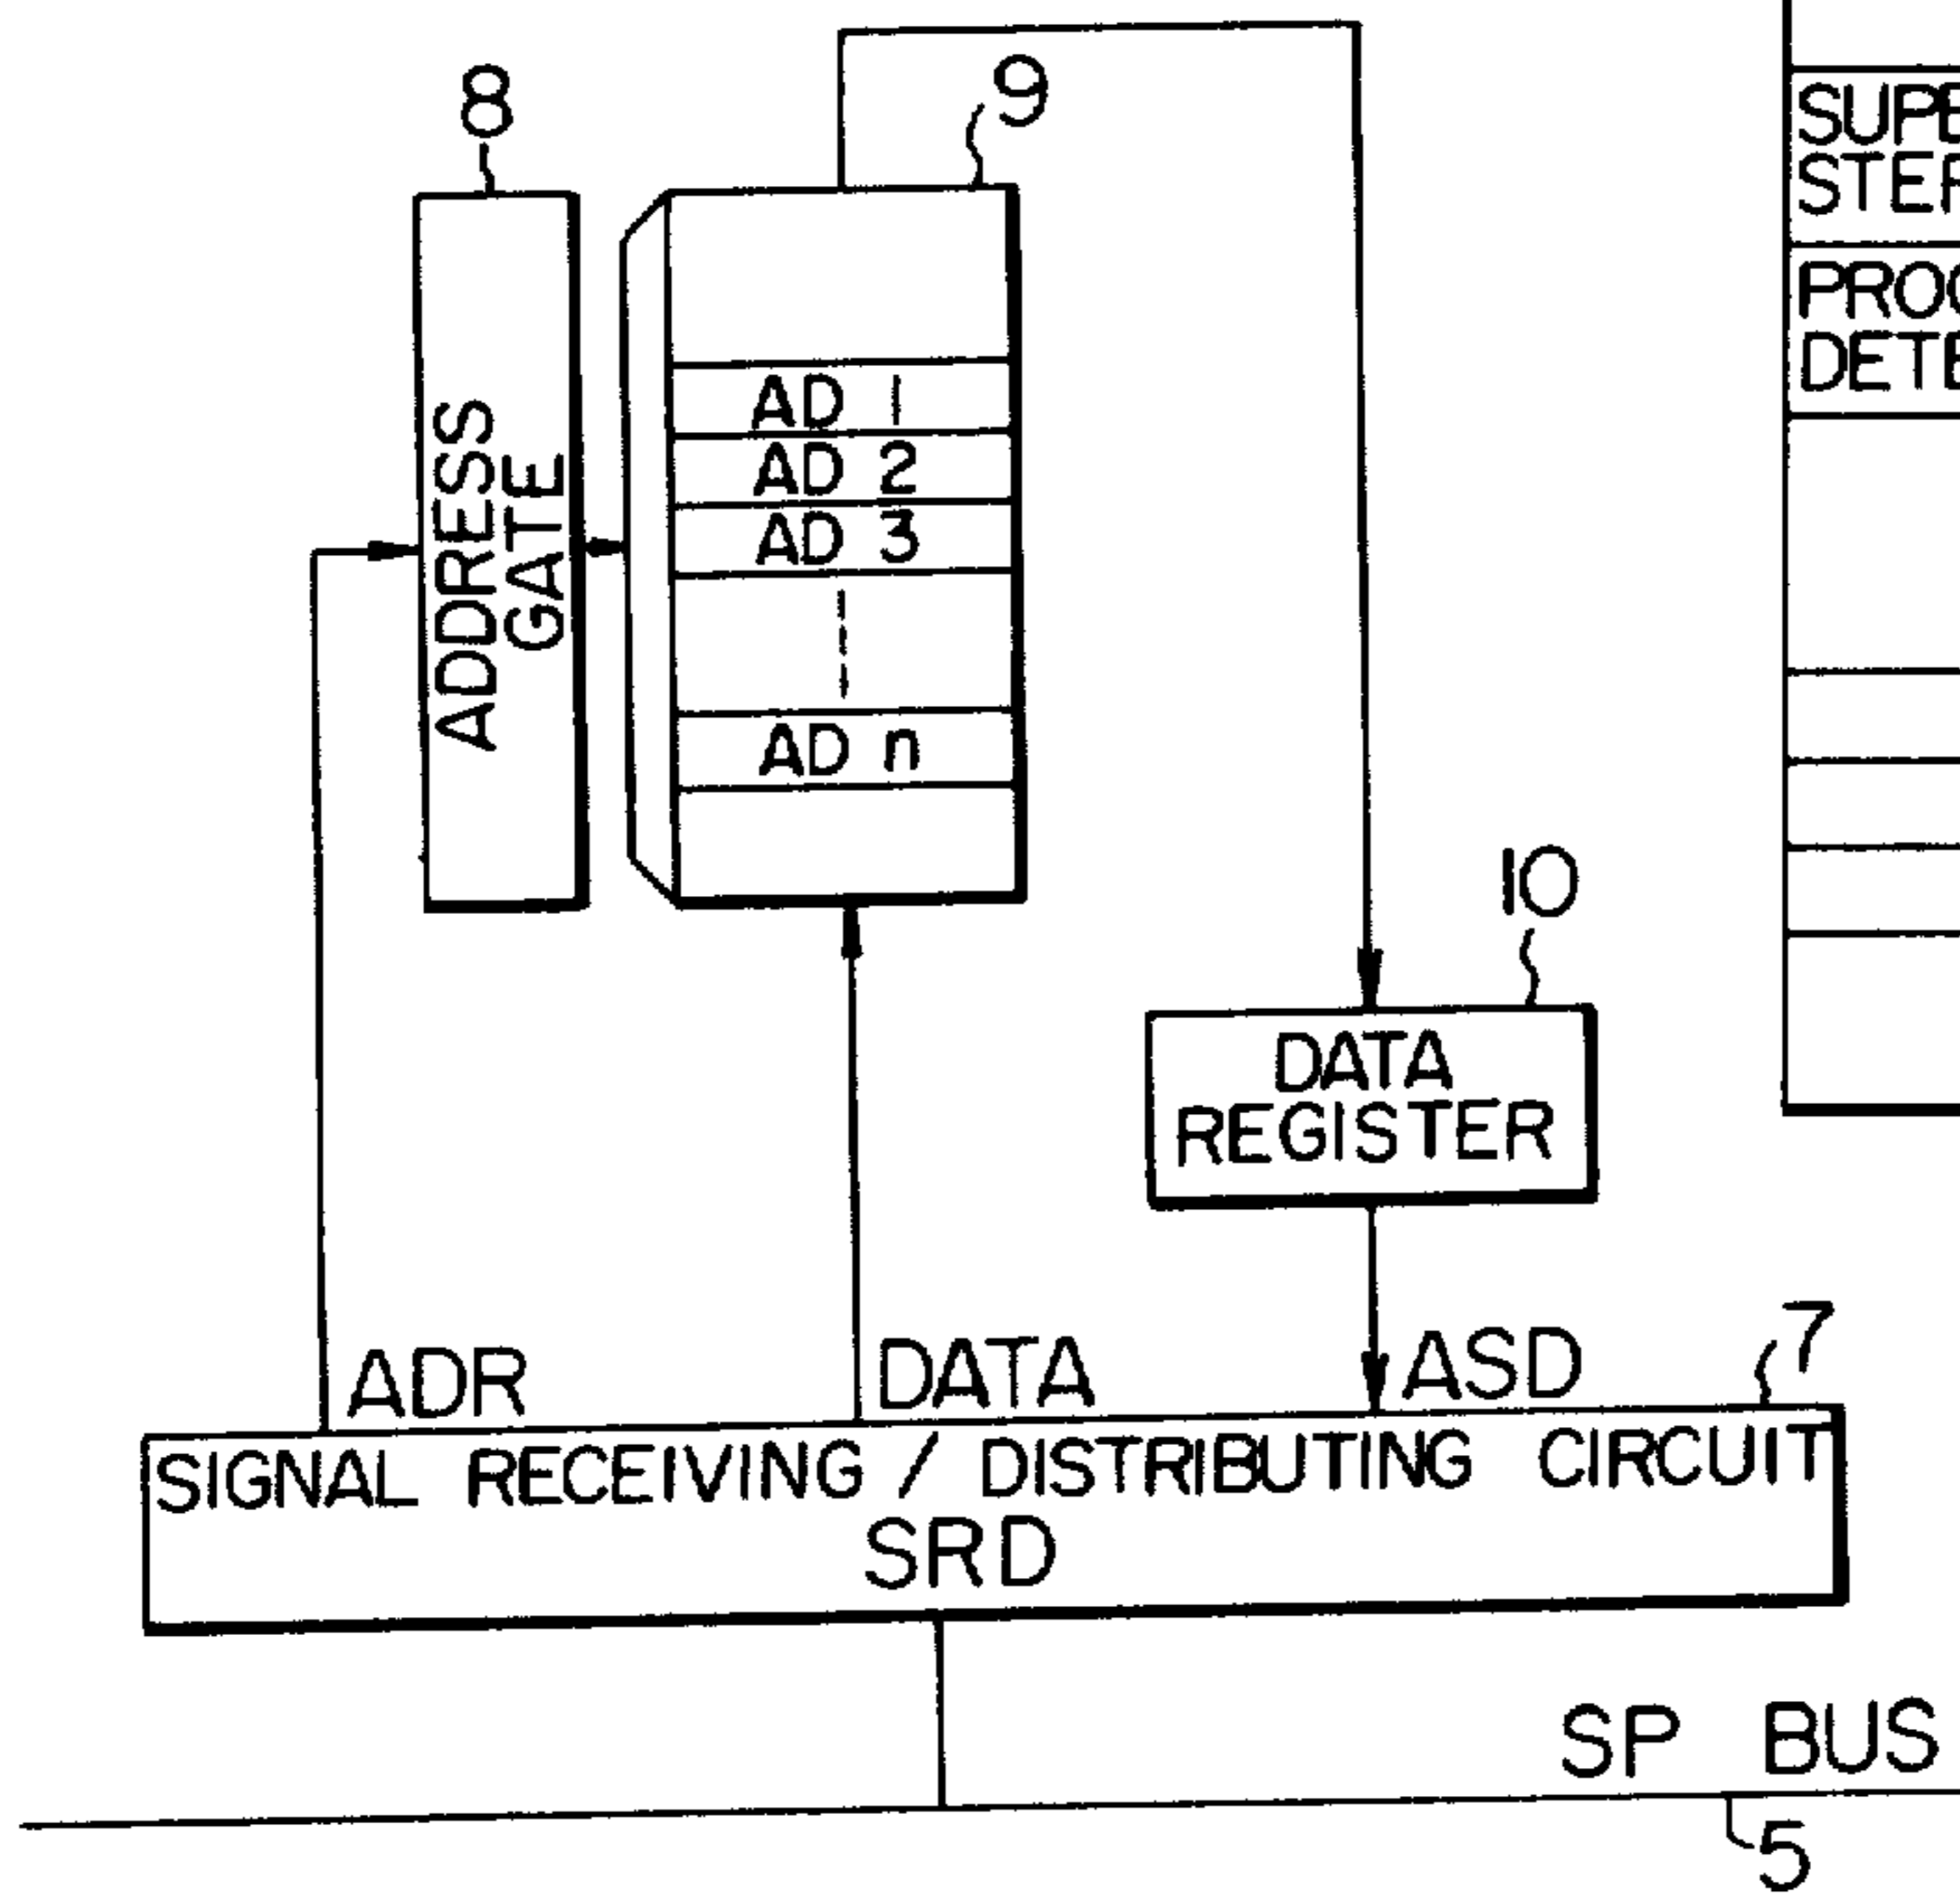 8
9
ADDRESS
GATE
AD 1
AD 2
AD 3
AD n
10
DATA
REGISTER
ADR
DATA
ASD
7
SIGNAL RECEIVING / DISTRIBUTING CIRCUIT
SRD
SP BUS
5